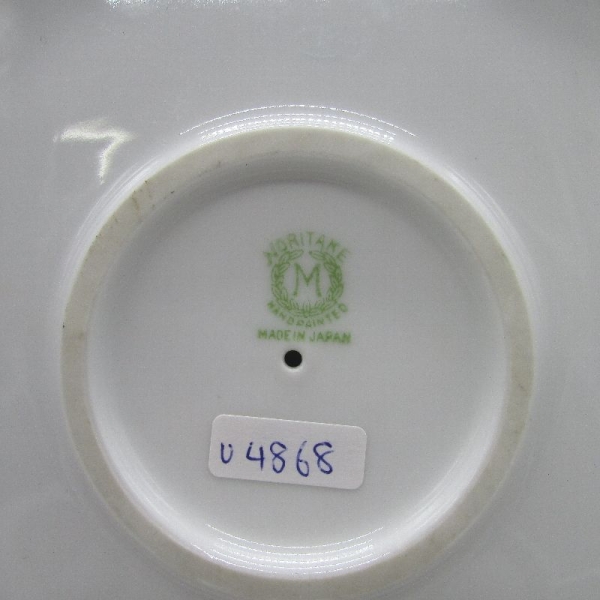 NORITAKE
M
HANDPAINTED
MADE IN JAPAN
U 4868